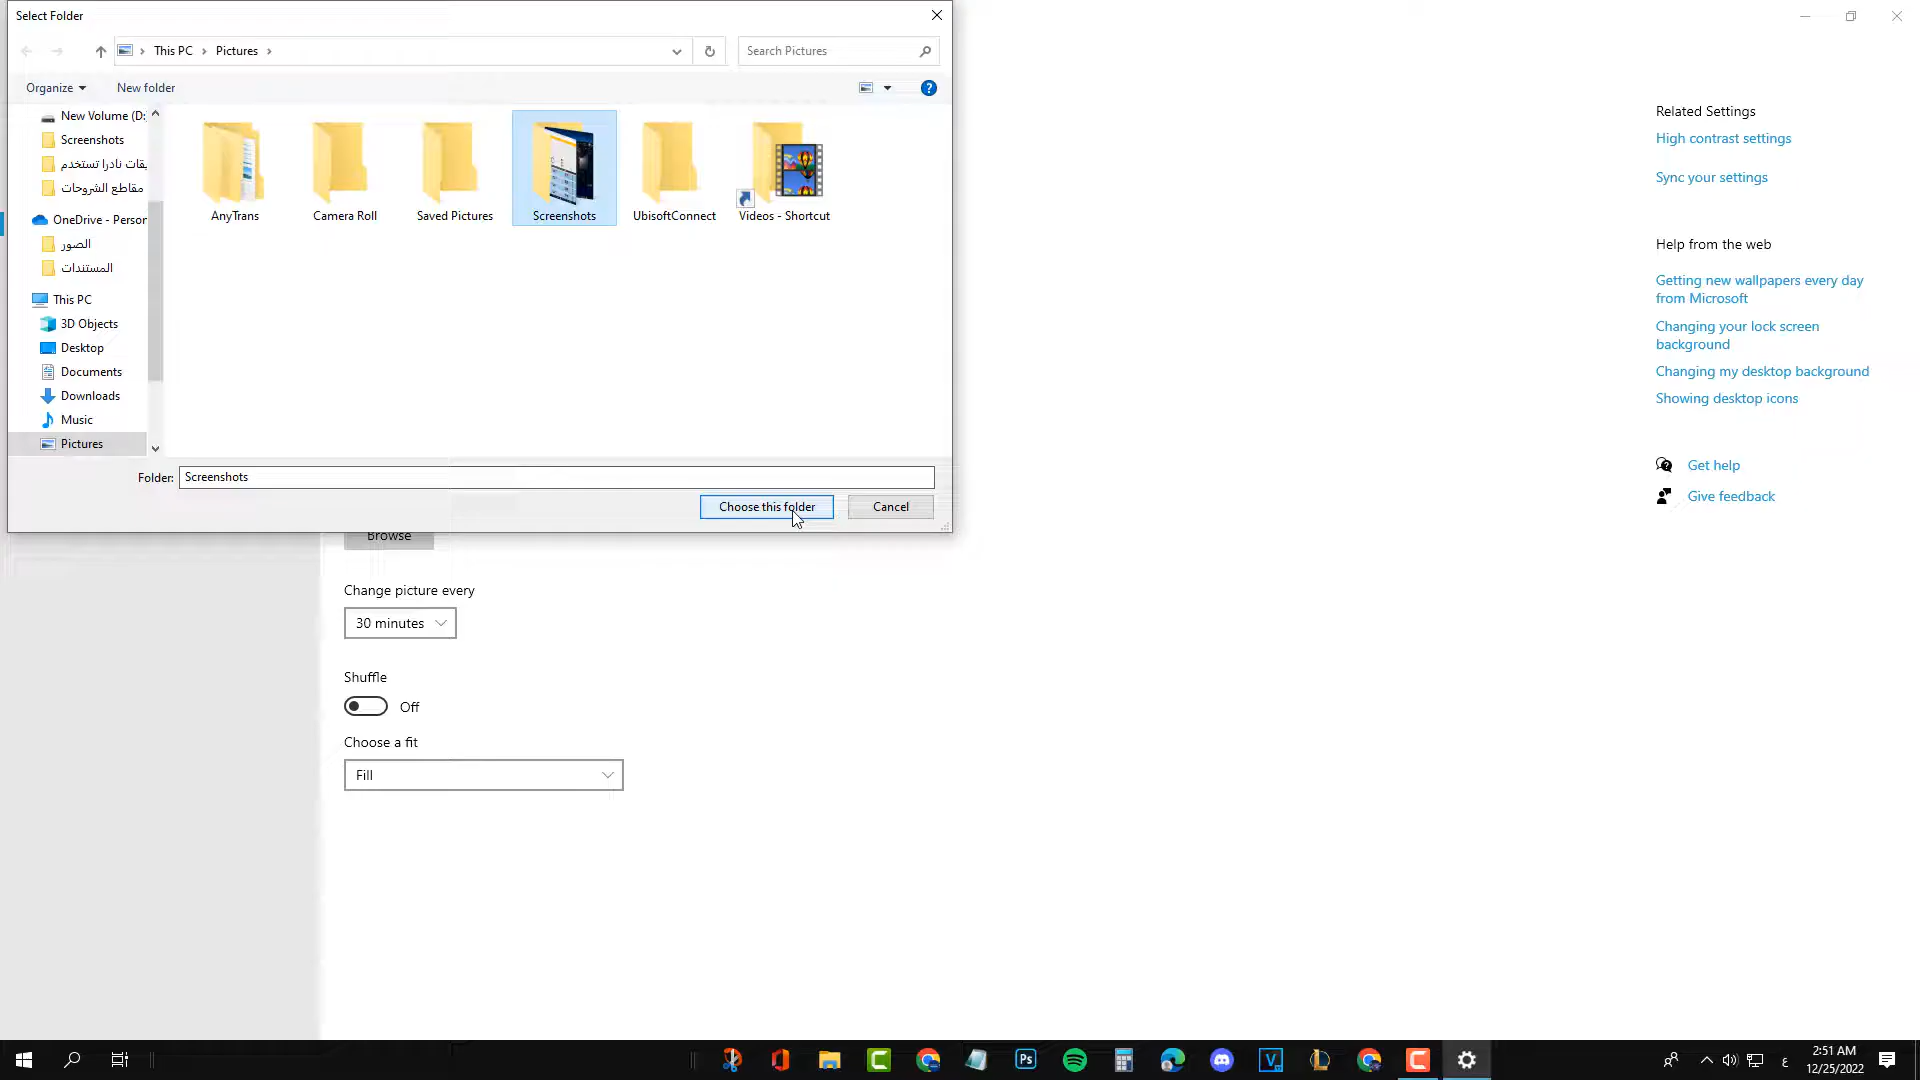 Select Folder
This PC
Pictures
Search Pictures
Organize
New folder
New Volume (D:
Screenshots
يقات نادرا تستخدم
مقاطع الشروحات
OneDrive - Person
الصور
المستندات
This PC
3D Objects
Desktop
Documents
Downloads
Music
Pictures
AnyTrans
Camera Roll
Saved Pictures
Screenshots
UbisoftConnect
Videos - Shortcut
Folder: Screenshots
Choose this folder
Cancel
Browse
Change picture every
30 minutes
Shuffle
Off
Choose a fit
Fill
Related Settings
High contrast settings
Sync your settings
Help from the web
Getting new wallpapers every day
from Microsoft
Changing your lock screen
background
Changing my desktop background
Showing desktop icons
Get help
Give feedback
Ps
V
ع
2:51 AM
12/25/2022